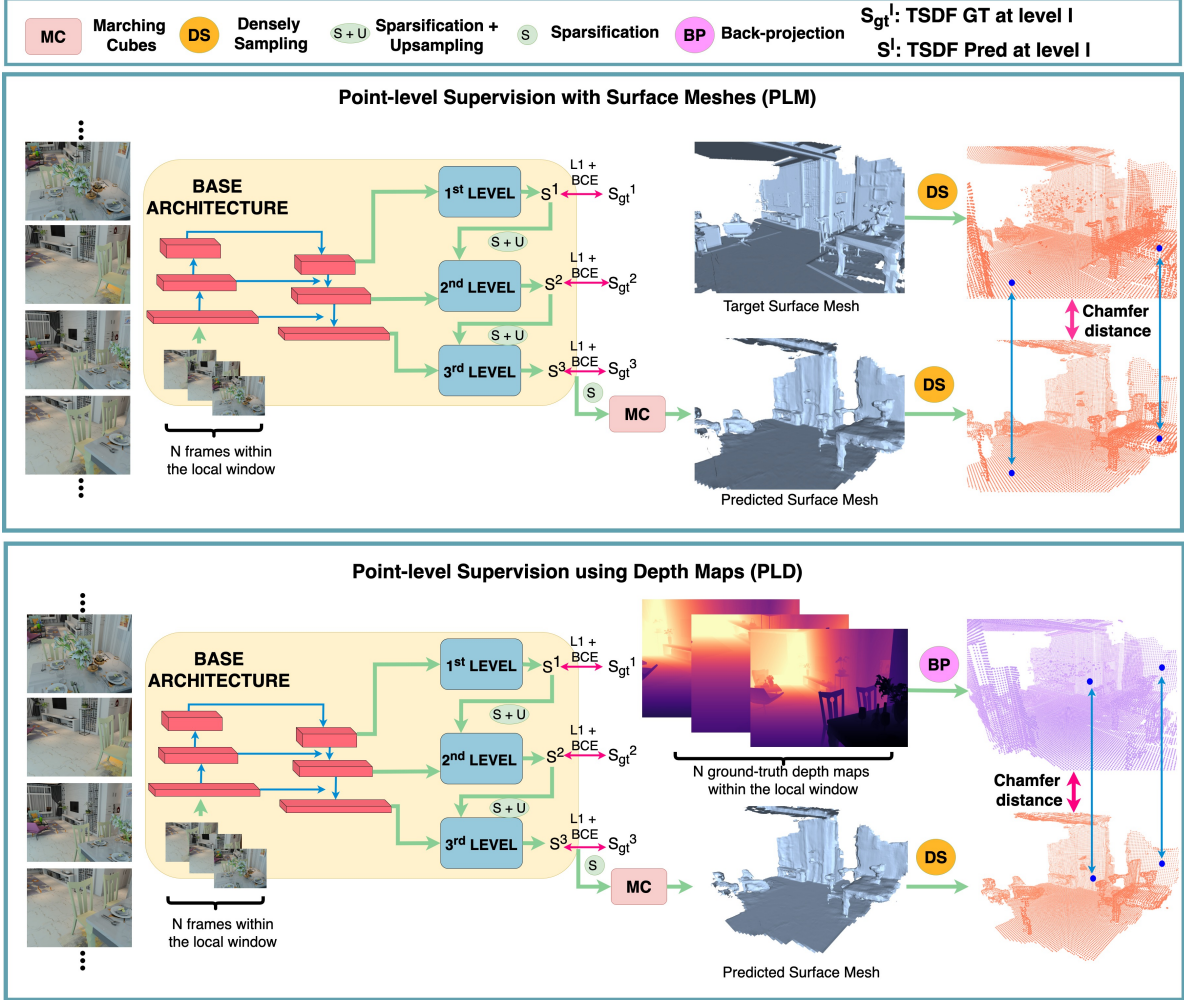 MC
Marching
Cubes
DS
Densely
Sampling
S + U
Sparsification +
Upsampling
S
Sparsification
BP
Back-projection
S_gt^l: TSDF GT at level l
S^l: TSDF Pred at level l
Point-level Supervision with Surface Meshes (PLM)
BASE
ARCHITECTURE
1st LEVEL
S^1
L1 +
BCE
S_gt^1
S + U
2nd LEVEL
S^2
L1 +
BCE
S_gt^2
S + U
3rd LEVEL
S^3
L1 +
BCE
S_gt^3
S
MC
N frames within
the local window
Target Surface Mesh
DS
Chamfer
distance
Predicted Surface Mesh
DS
Point-level Supervision using Depth Maps (PLD)
BASE
ARCHITECTURE
1st LEVEL
S^1
L1 +
BCE
S_gt^1
S + U
2nd LEVEL
S^2
L1 +
BCE
S_gt^2
S + U
3rd LEVEL
S^3
L1 +
BCE
S_gt^3
S
MC
N frames within
the local window
BP
N ground-truth depth maps
within the local window
Chamfer
distance
DS
Predicted Surface Mesh